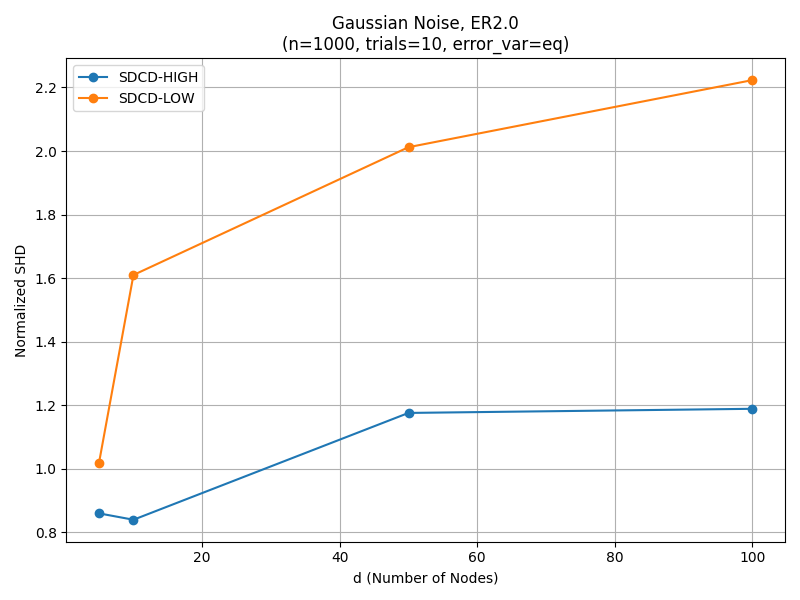 Gaussian Noise, ER2.0
(n=1000, trials=10, error_var=eq)
SDCD-HIGH
SDCD-LOW
Normalized SHD
2.2
2.0
1.8
1.6
1.4
1.2
1.0
0.8
20 40 60 80 100
d (Number of Nodes)